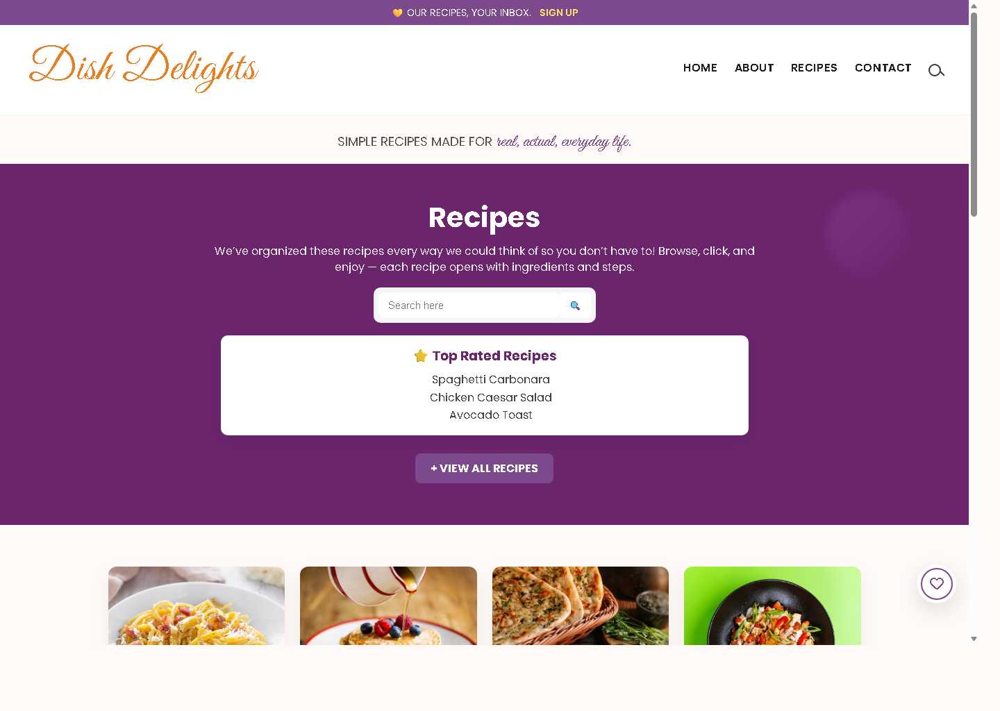 💛 OUR RECIPES, YOUR INBOX. SIGN UP
Dish Delights
HOME ABOUT RECIPES CONTACT
SIMPLE RECIPES MADE FOR real, actual, everyday life.
Recipes
We’ve organized these recipes every way we could think of so you don’t have to! Browse, click, and
enjoy — each recipe opens with ingredients and steps.
Search here
⭐ Top Rated Recipes
Spaghetti Carbonara
Chicken Caesar Salad
Avocado Toast
+ VIEW ALL RECIPES